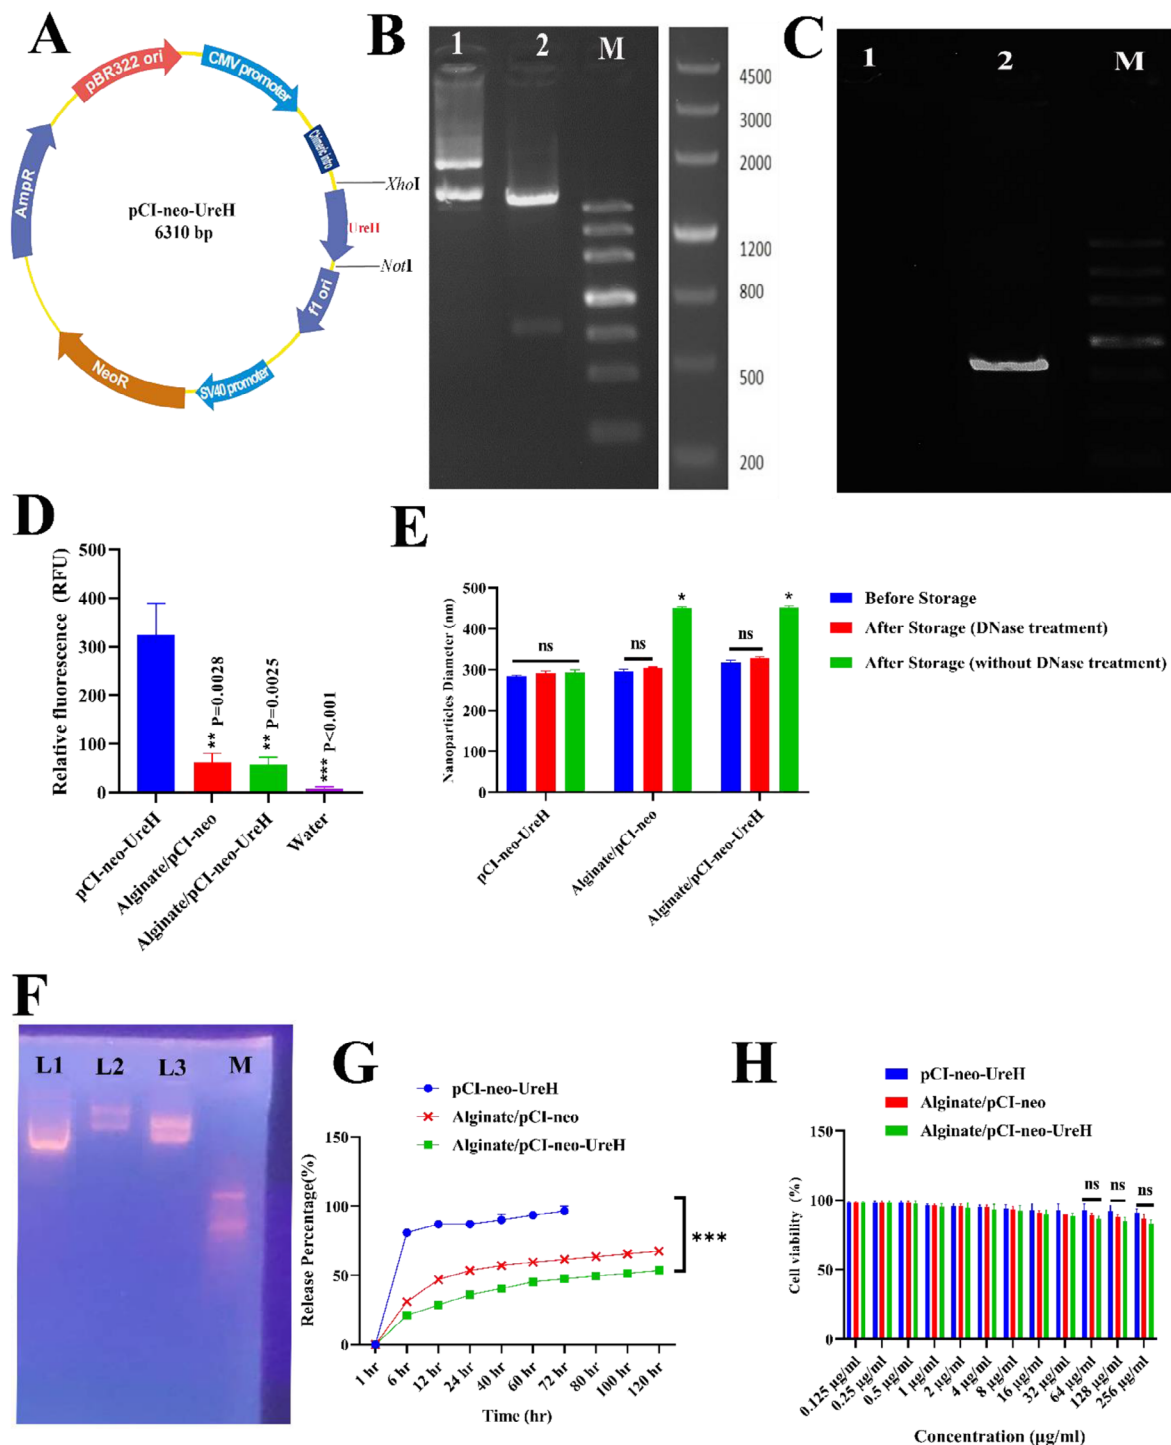 A
pBR322 ori
CMV promoter
Chimeric intro
XhoI
UreH
NotI
f1 ori
SV40 promoter
NeoR
AmpR
pCI-neo-UreH
6310 bp
B
1 2 M
4500
3000
2000
1200
800
500
200
C
1 2 M
D
Relative fluorescence (RFU)
500
400
300
200
100
0
** P=0.0028
** P=0.0025
*** P<0.001
pCI-neo-UreH
Alginate/pCI-neo
Alginate/pCI-neo-UreH
Water
E
Nanoparticles Diameter (nm)
500
400
300
200
100
0
ns
ns
*
ns
*
pCI-neo-UreH
Alginate/pCI-neo
Alginate/pCI-neo-UreH
Before Storage
After Storage (DNase treatment)
After Storage (without DNase treatment)
F
L1 L2 L3 M
G
pCI-neo-UreH
Alginate/pCI-neo
Alginate/pCI-neo-UreH
Release Percentage(%)
150
100
50
0
***
1 hr
6 hr
12 hr
24 hr
40 hr
60 hr
72 hr
80 hr
100 hr
120 hr
Time (hr)
H
pCI-neo-UreH
Alginate/pCI-neo
Alginate/pCI-neo-UreH
Cell viability (%)
150
100
50
0
ns ns ns
0.125 µg/ml
0.25 µg/ml
0.5 µg/ml
1 µg/ml
2 µg/ml
4 µg/ml
8 µg/ml
16 µg/ml
32 µg/ml
64 µg/ml
128 µg/ml
256 µg/ml
Concentration (µg/ml)